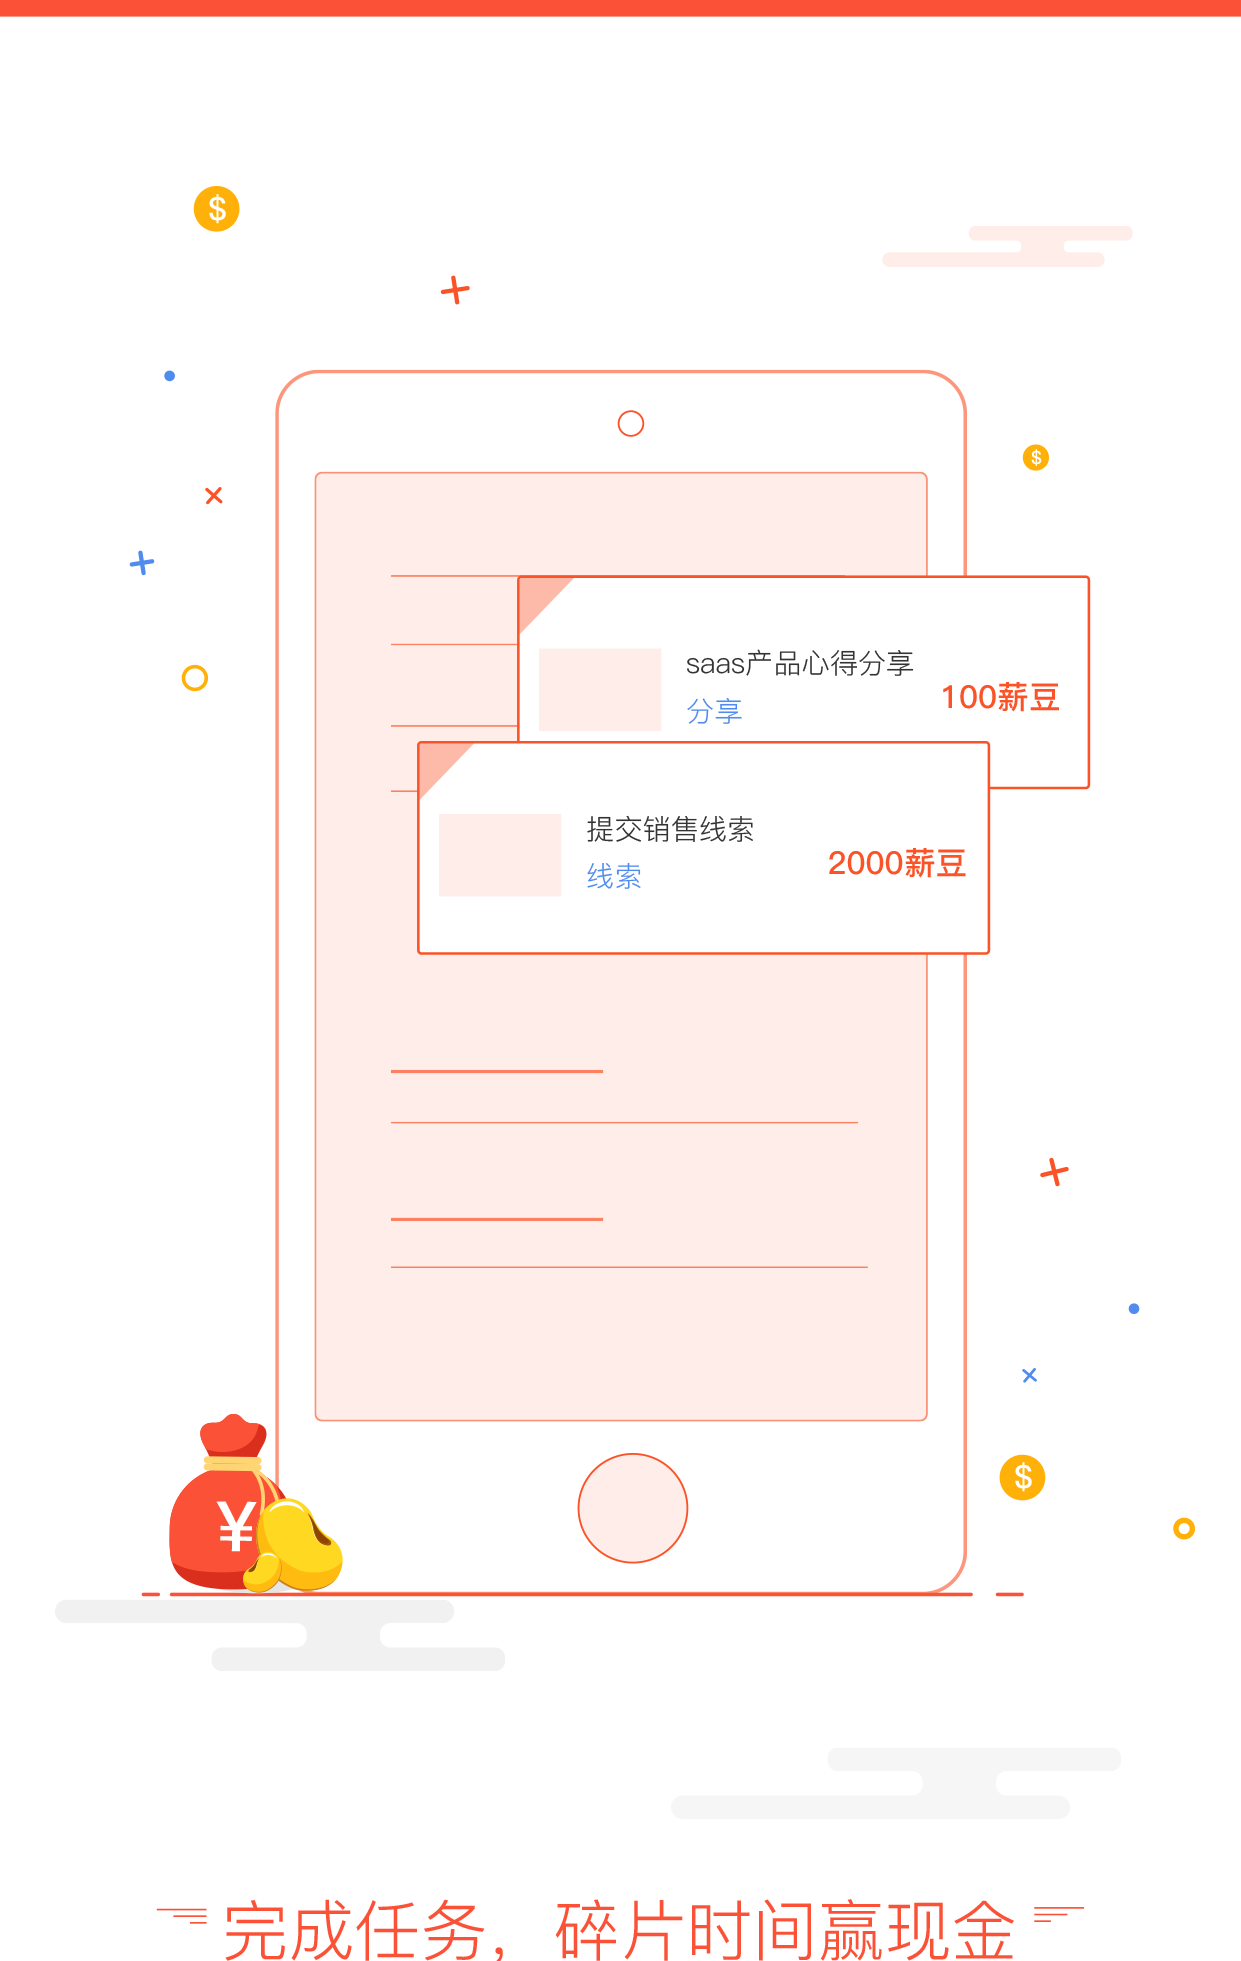 $
$
saas产品心得分享
分享
100薪豆
提交销售线索
线索
2000薪豆
$
¥
完成任务，碎片时间赢现金